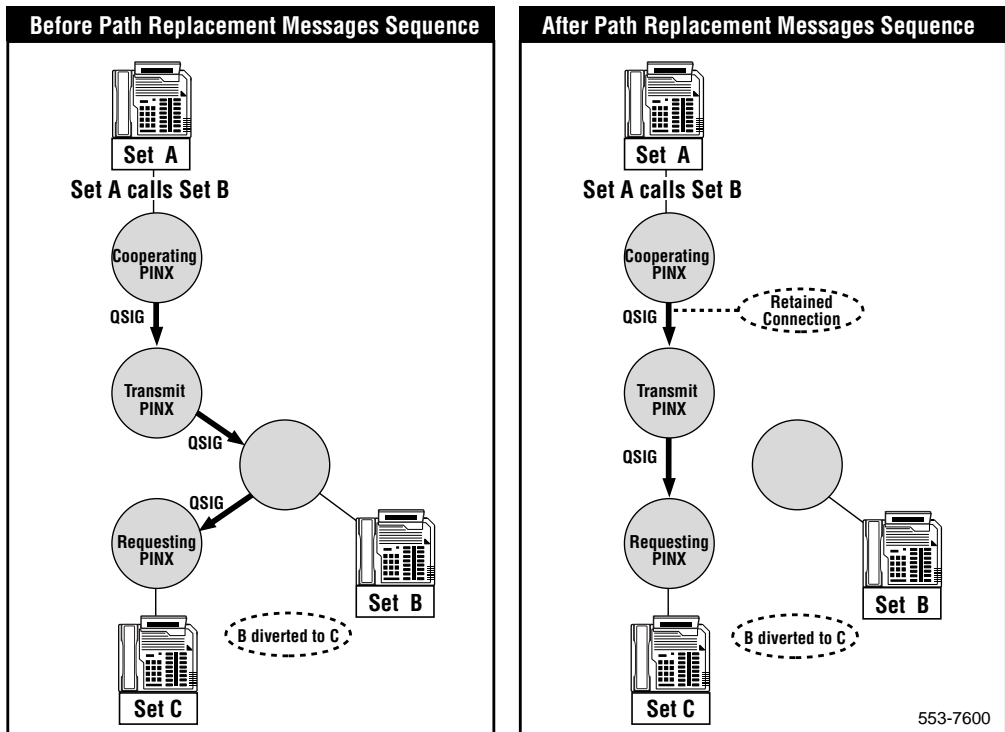 Before Path Replacement Messages Sequence
Set A
Set A calls Set B
Cooperating
PINX
QSIG
Transmit
PINX
QSIG
QSIG
Requesting
PINX
Set B
B diverted to C
Set C
After Path Replacement Messages Sequence
Set A
Set A calls Set B
Cooperating
PINX
QSIG
Retained
Connection
Transmit
PINX
QSIG
Requesting
PINX
Set B
B diverted to C
Set C
553-7600